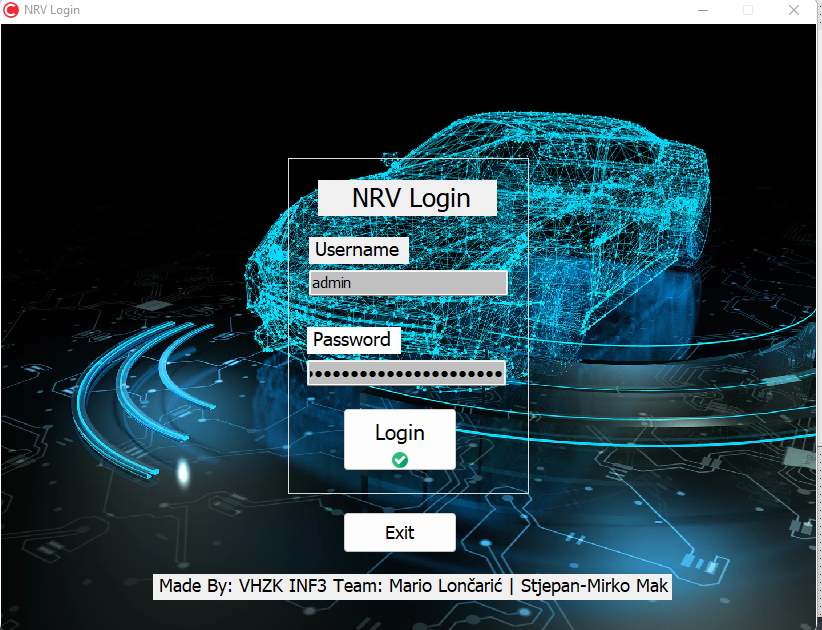 NRV Login
NRV Login
Username
admin
Password
Login
Exit
Made By: VHZK INF3 Team: Mario Lončarić | Stjepan-Mirko Mak